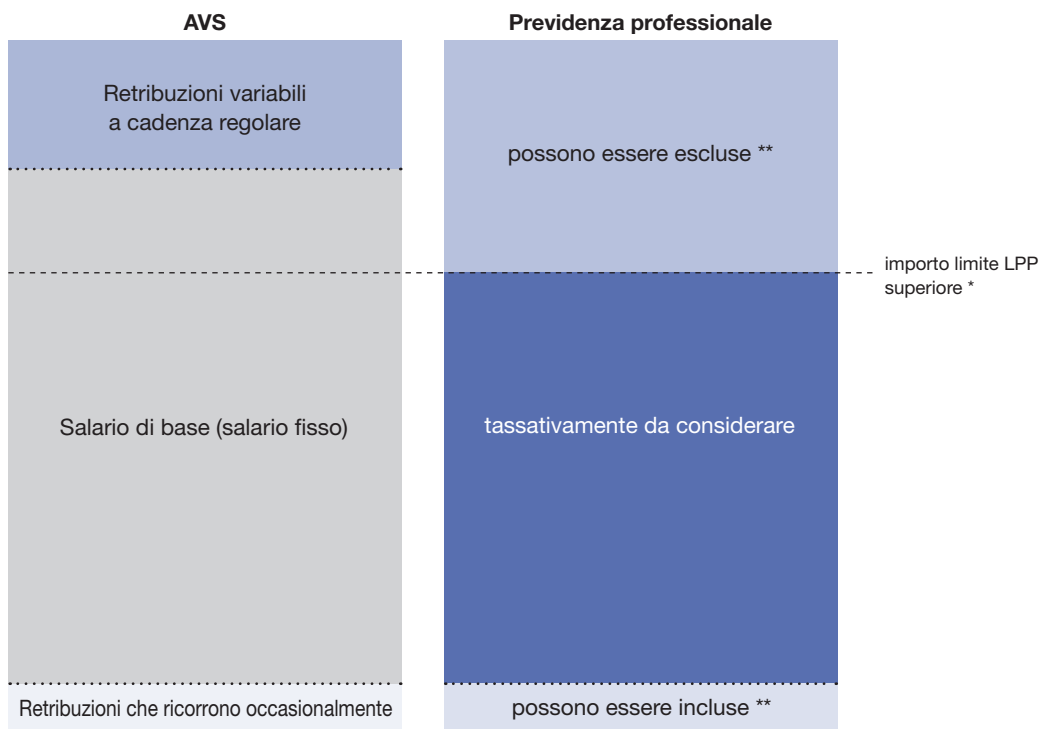 AVS
Previdenza professionale
Retribuzioni variabili
a cadenza regolare
possono essere escluse **
importo limite LPP
superiore *
Salario di base (salario fisso)
tassativamente da considerare
Retribuzioni che ricorrono occasionalmente
possono essere incluse **